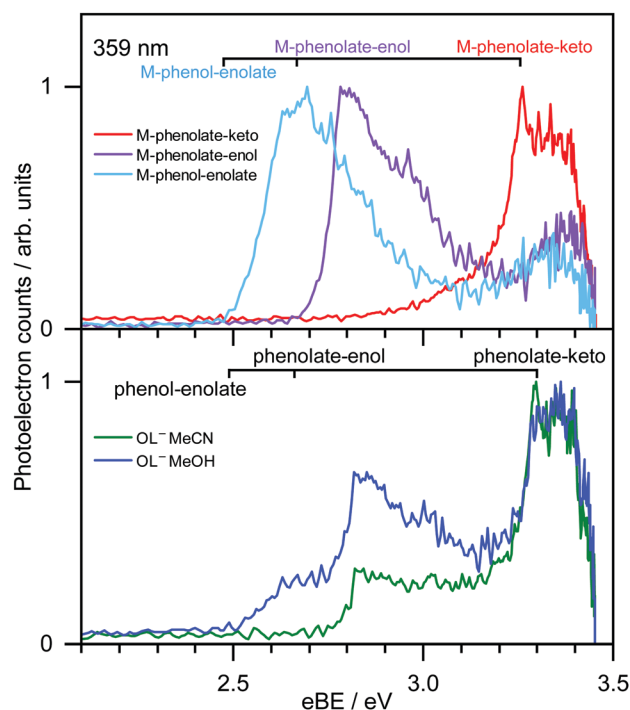 359 nm
M-phenolate-enol
M-phenolate-keto
M-phenol-enolate
1
M-phenolate-keto
M-phenolate-enol
M-phenol-enolate
0
Photoelectron counts / arb. units
phenolate-enol
phenolate-keto
1
phenol-enolate
OL⁻ MeCN
OL⁻ MeOH
0
2.5
3.0
3.5
eBE / eV